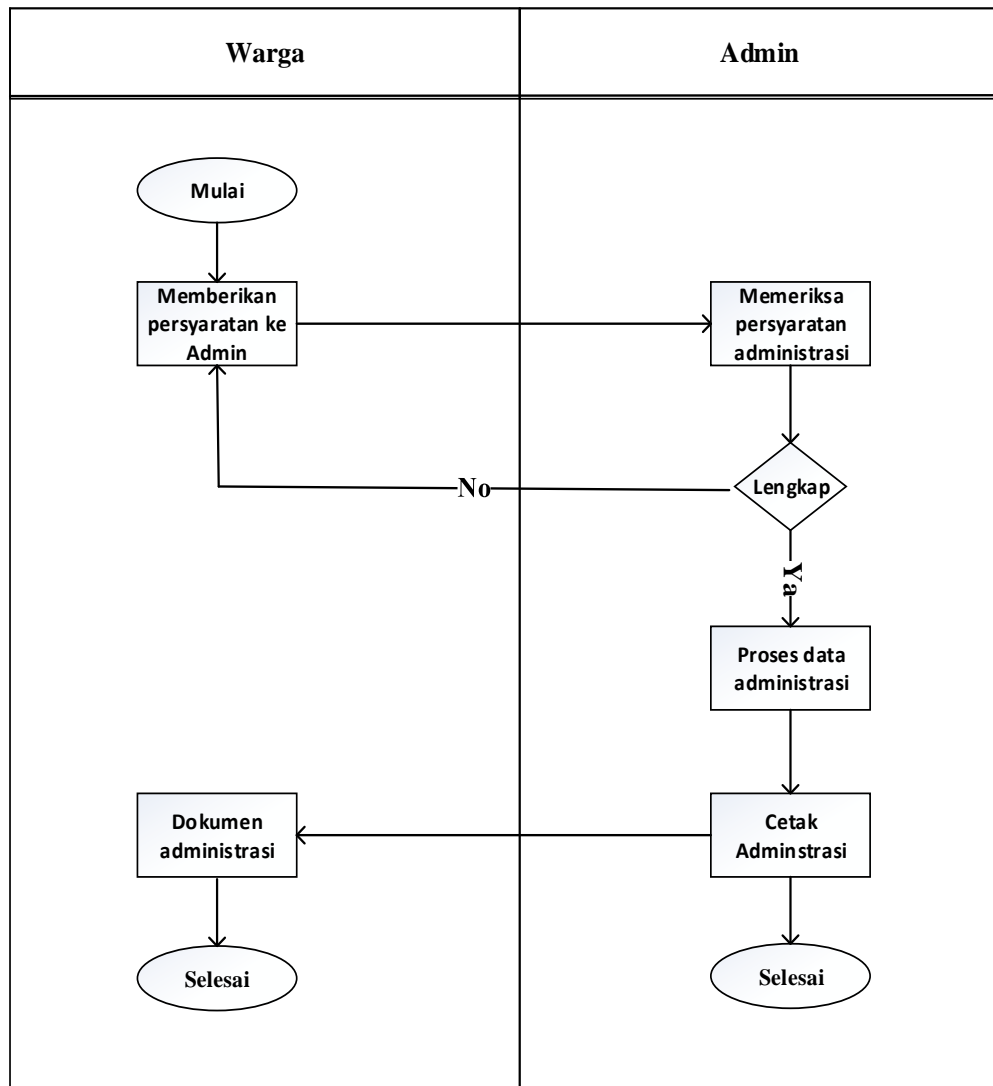 Warga
Admin
Mulai
Memberikan
persyaratan ke
Admin
Memeriksa
persyaratan
administrasi
Lengkap
No
Ya
Proses data
administrasi
Dokumen
administrasi
Cetak
Adminstrasi
Selesai
Selesai